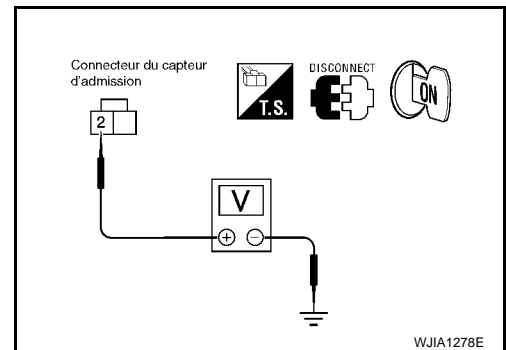 Connecteur du capteur
d'admission
2
T.S.
DISCONNECT
ON
V
+ −
WJIA1278E